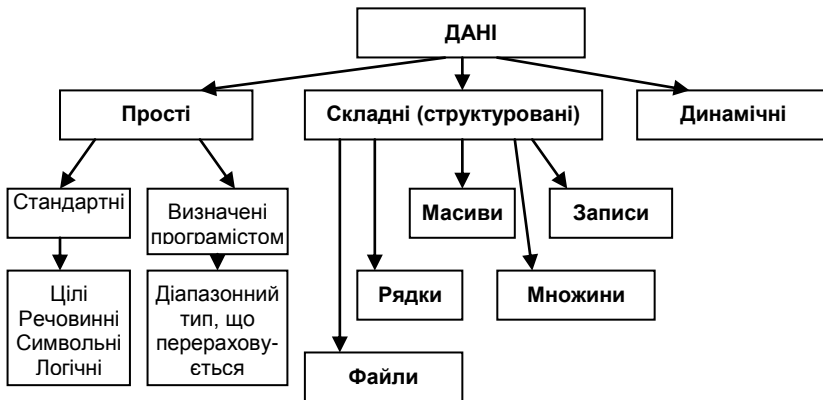 ДАНІ
Прості
Складні (структуровані)
Динамічні
Стандартні
Визначені
програмістом
Масиви
Записи
Цілі
Речовинні
Символьні
Логічні
Діапазонний
тип, що
перерахову-
ється
Рядки
Множини
Файли